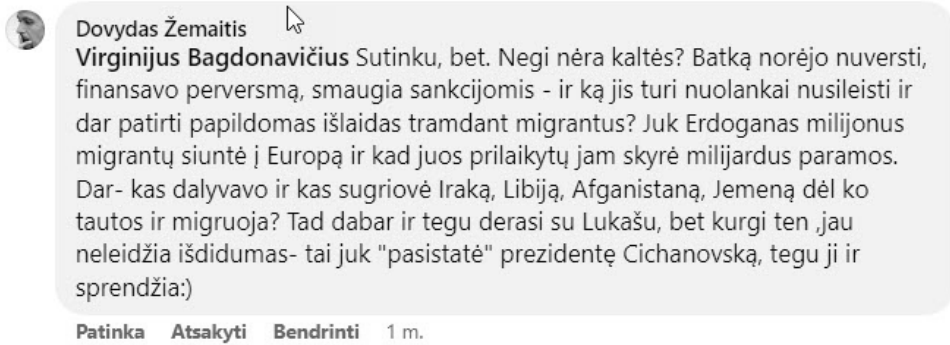 Dovydas Žemaitis
Virginijus Bagdonavičius Sutinku, bet. Negi nėra kaltės? Batką norėjo nuversti,
finansavo perversmą, smaugia sankcijomis - ir ką jis turi nuolankai nusileisti ir
dar patirti papildomas išlaidas tramdant migrantus? Juk Erdoganas milijonus
migrantų siuntė į Europą ir kad juos prilaikytų jam skyrė milijardus paramos.
Dar- kas dalyvavo ir kas sugriovė Iraką, Libiją, Afganistaną, Jemeną dėl ko
tautos ir migruoja? Tad dabar ir tegu derasi su Lukašu, bet kurgi ten ,jau
neleidžia išdidumas- tai juk "pasistatė" prezidentę Cichanovską, tegu ji ir
sprendžia:)
Patinka Atsakyti Bendrinti 1 m.